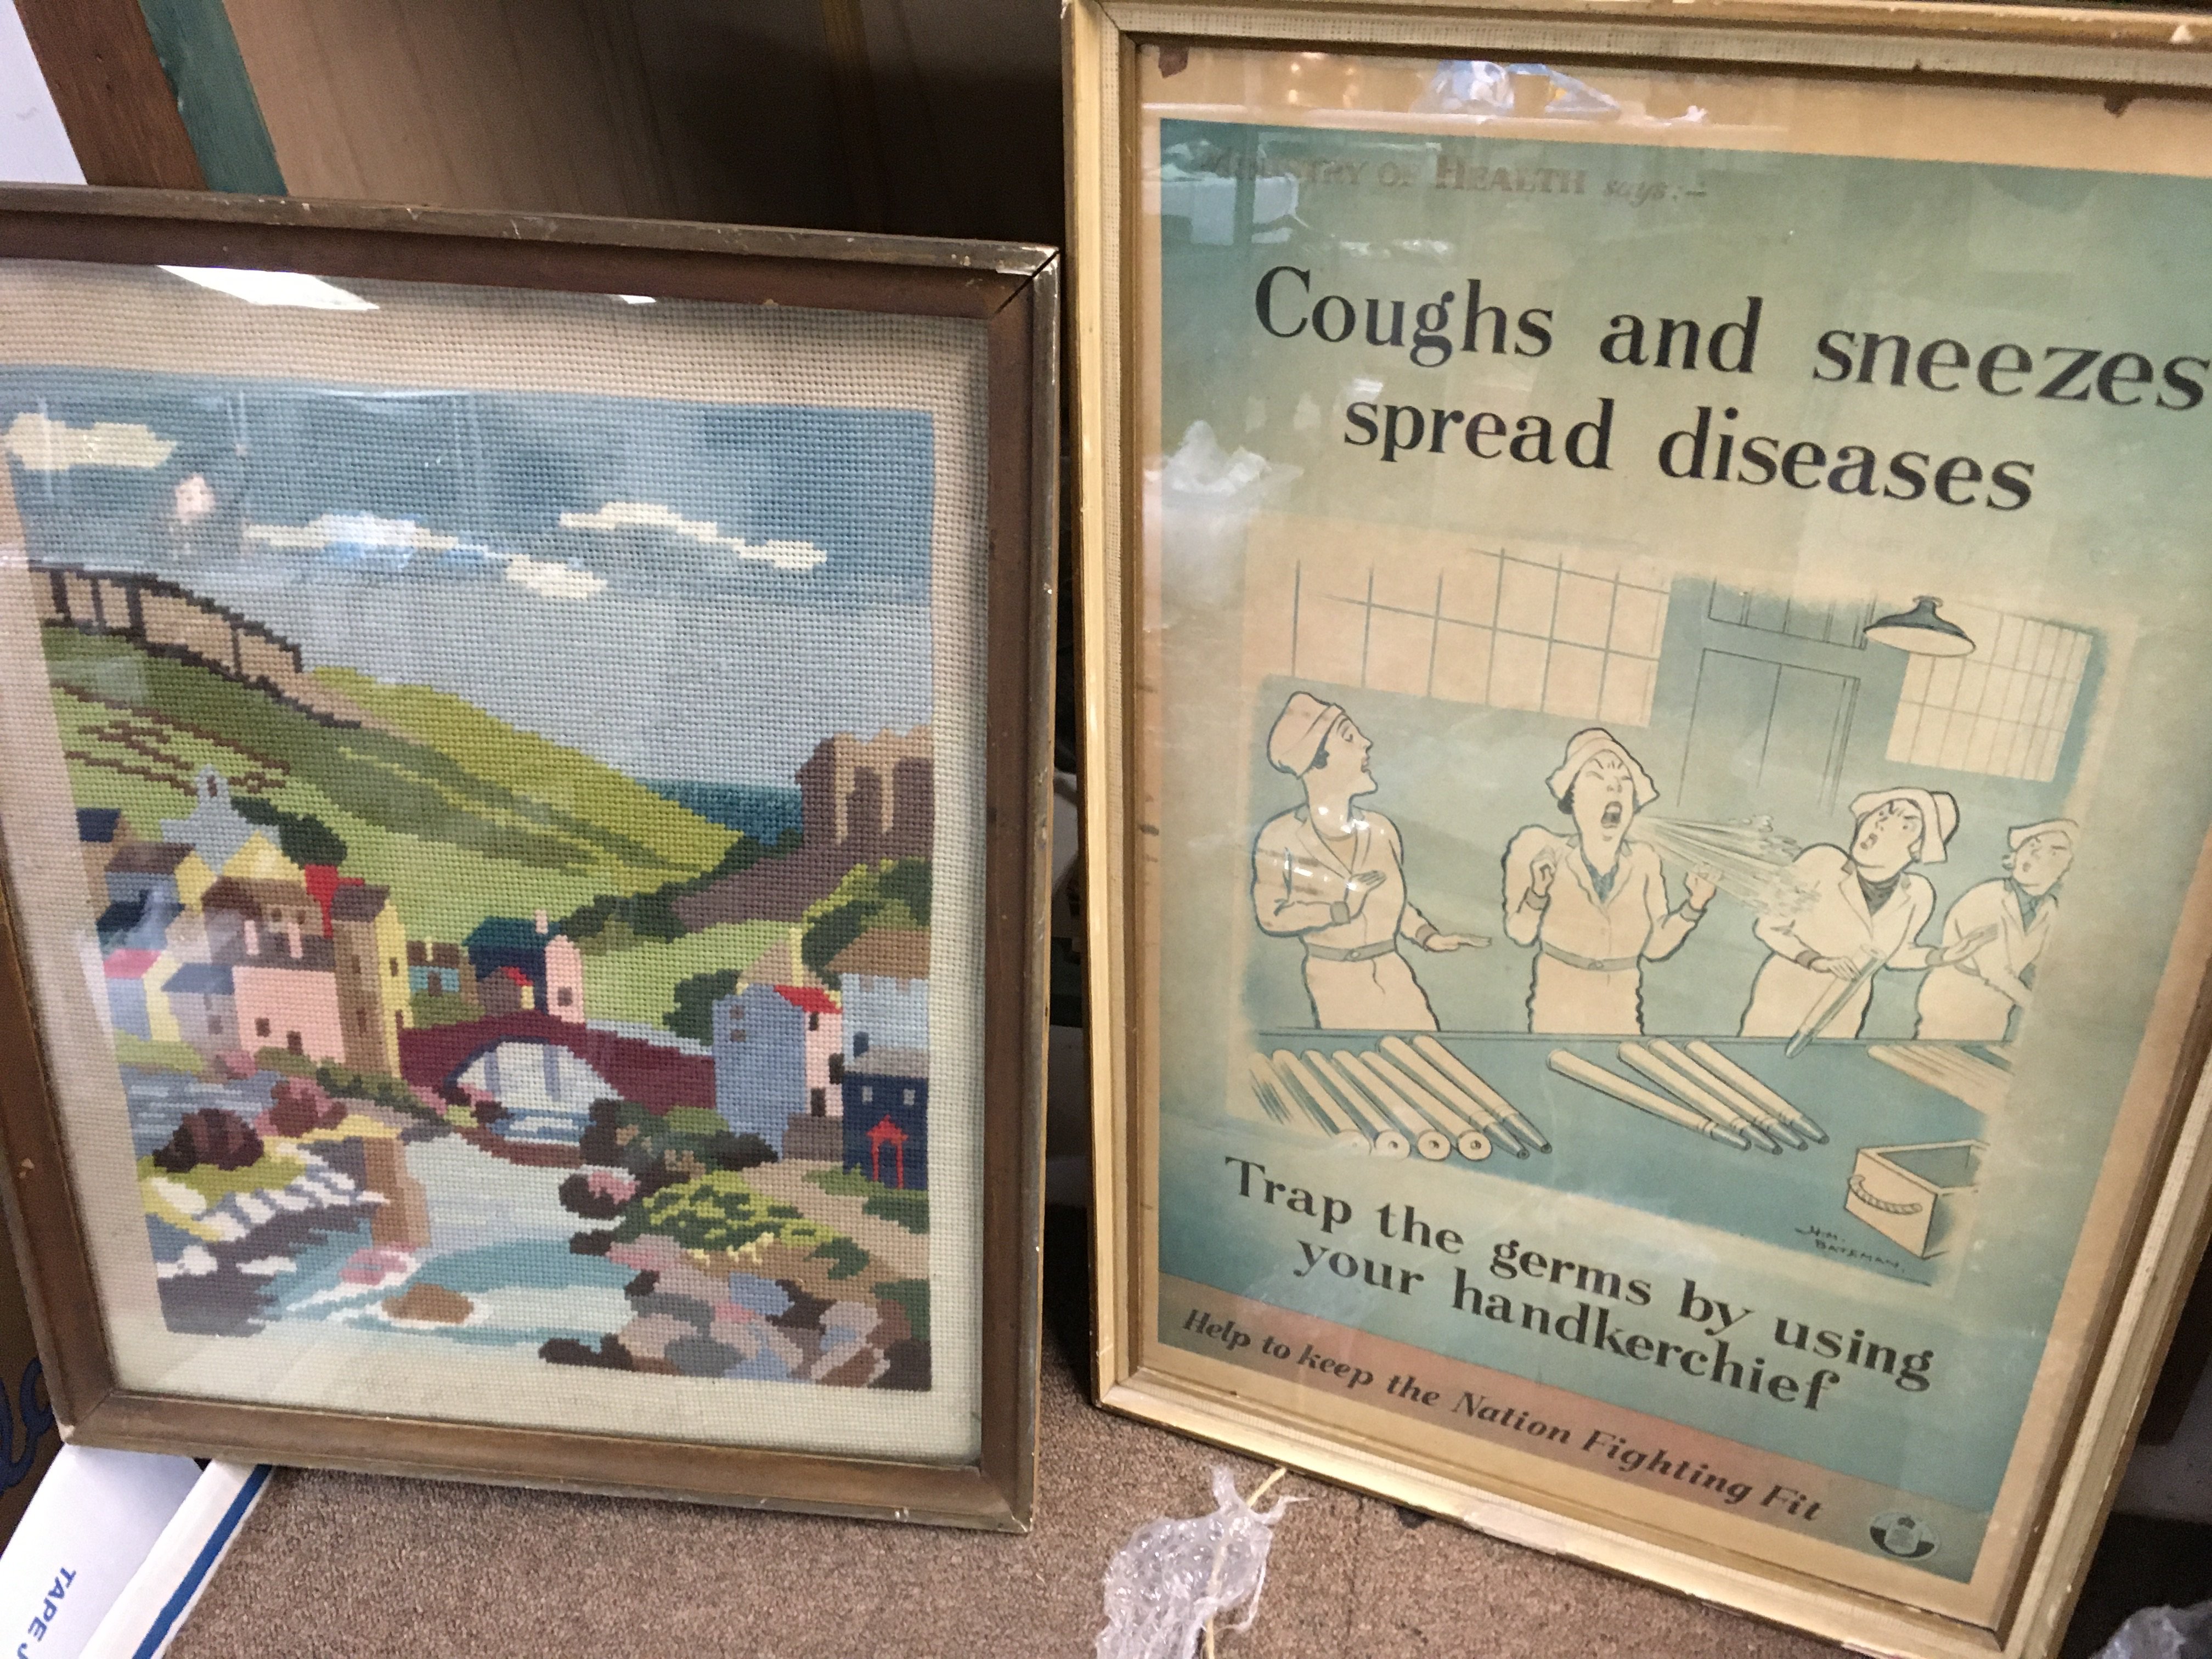 MINISTRY OF HEALTH says:-
Coughs and sneezes
spread diseases
H.M.
BATEMAN.
Trap the germs by using
your handkerchief
Help to keep the Nation Fighting Fit
TAPE